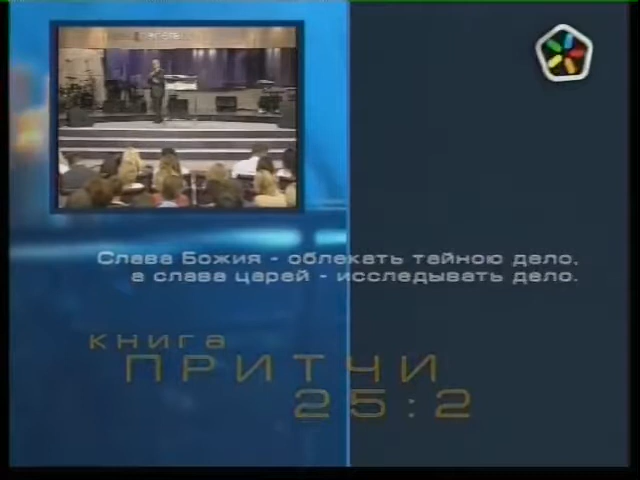 Слава Божия - облекать тайною дело,
а слава царей - исследывать дело.
книга
ПРИТЧИ
25:2